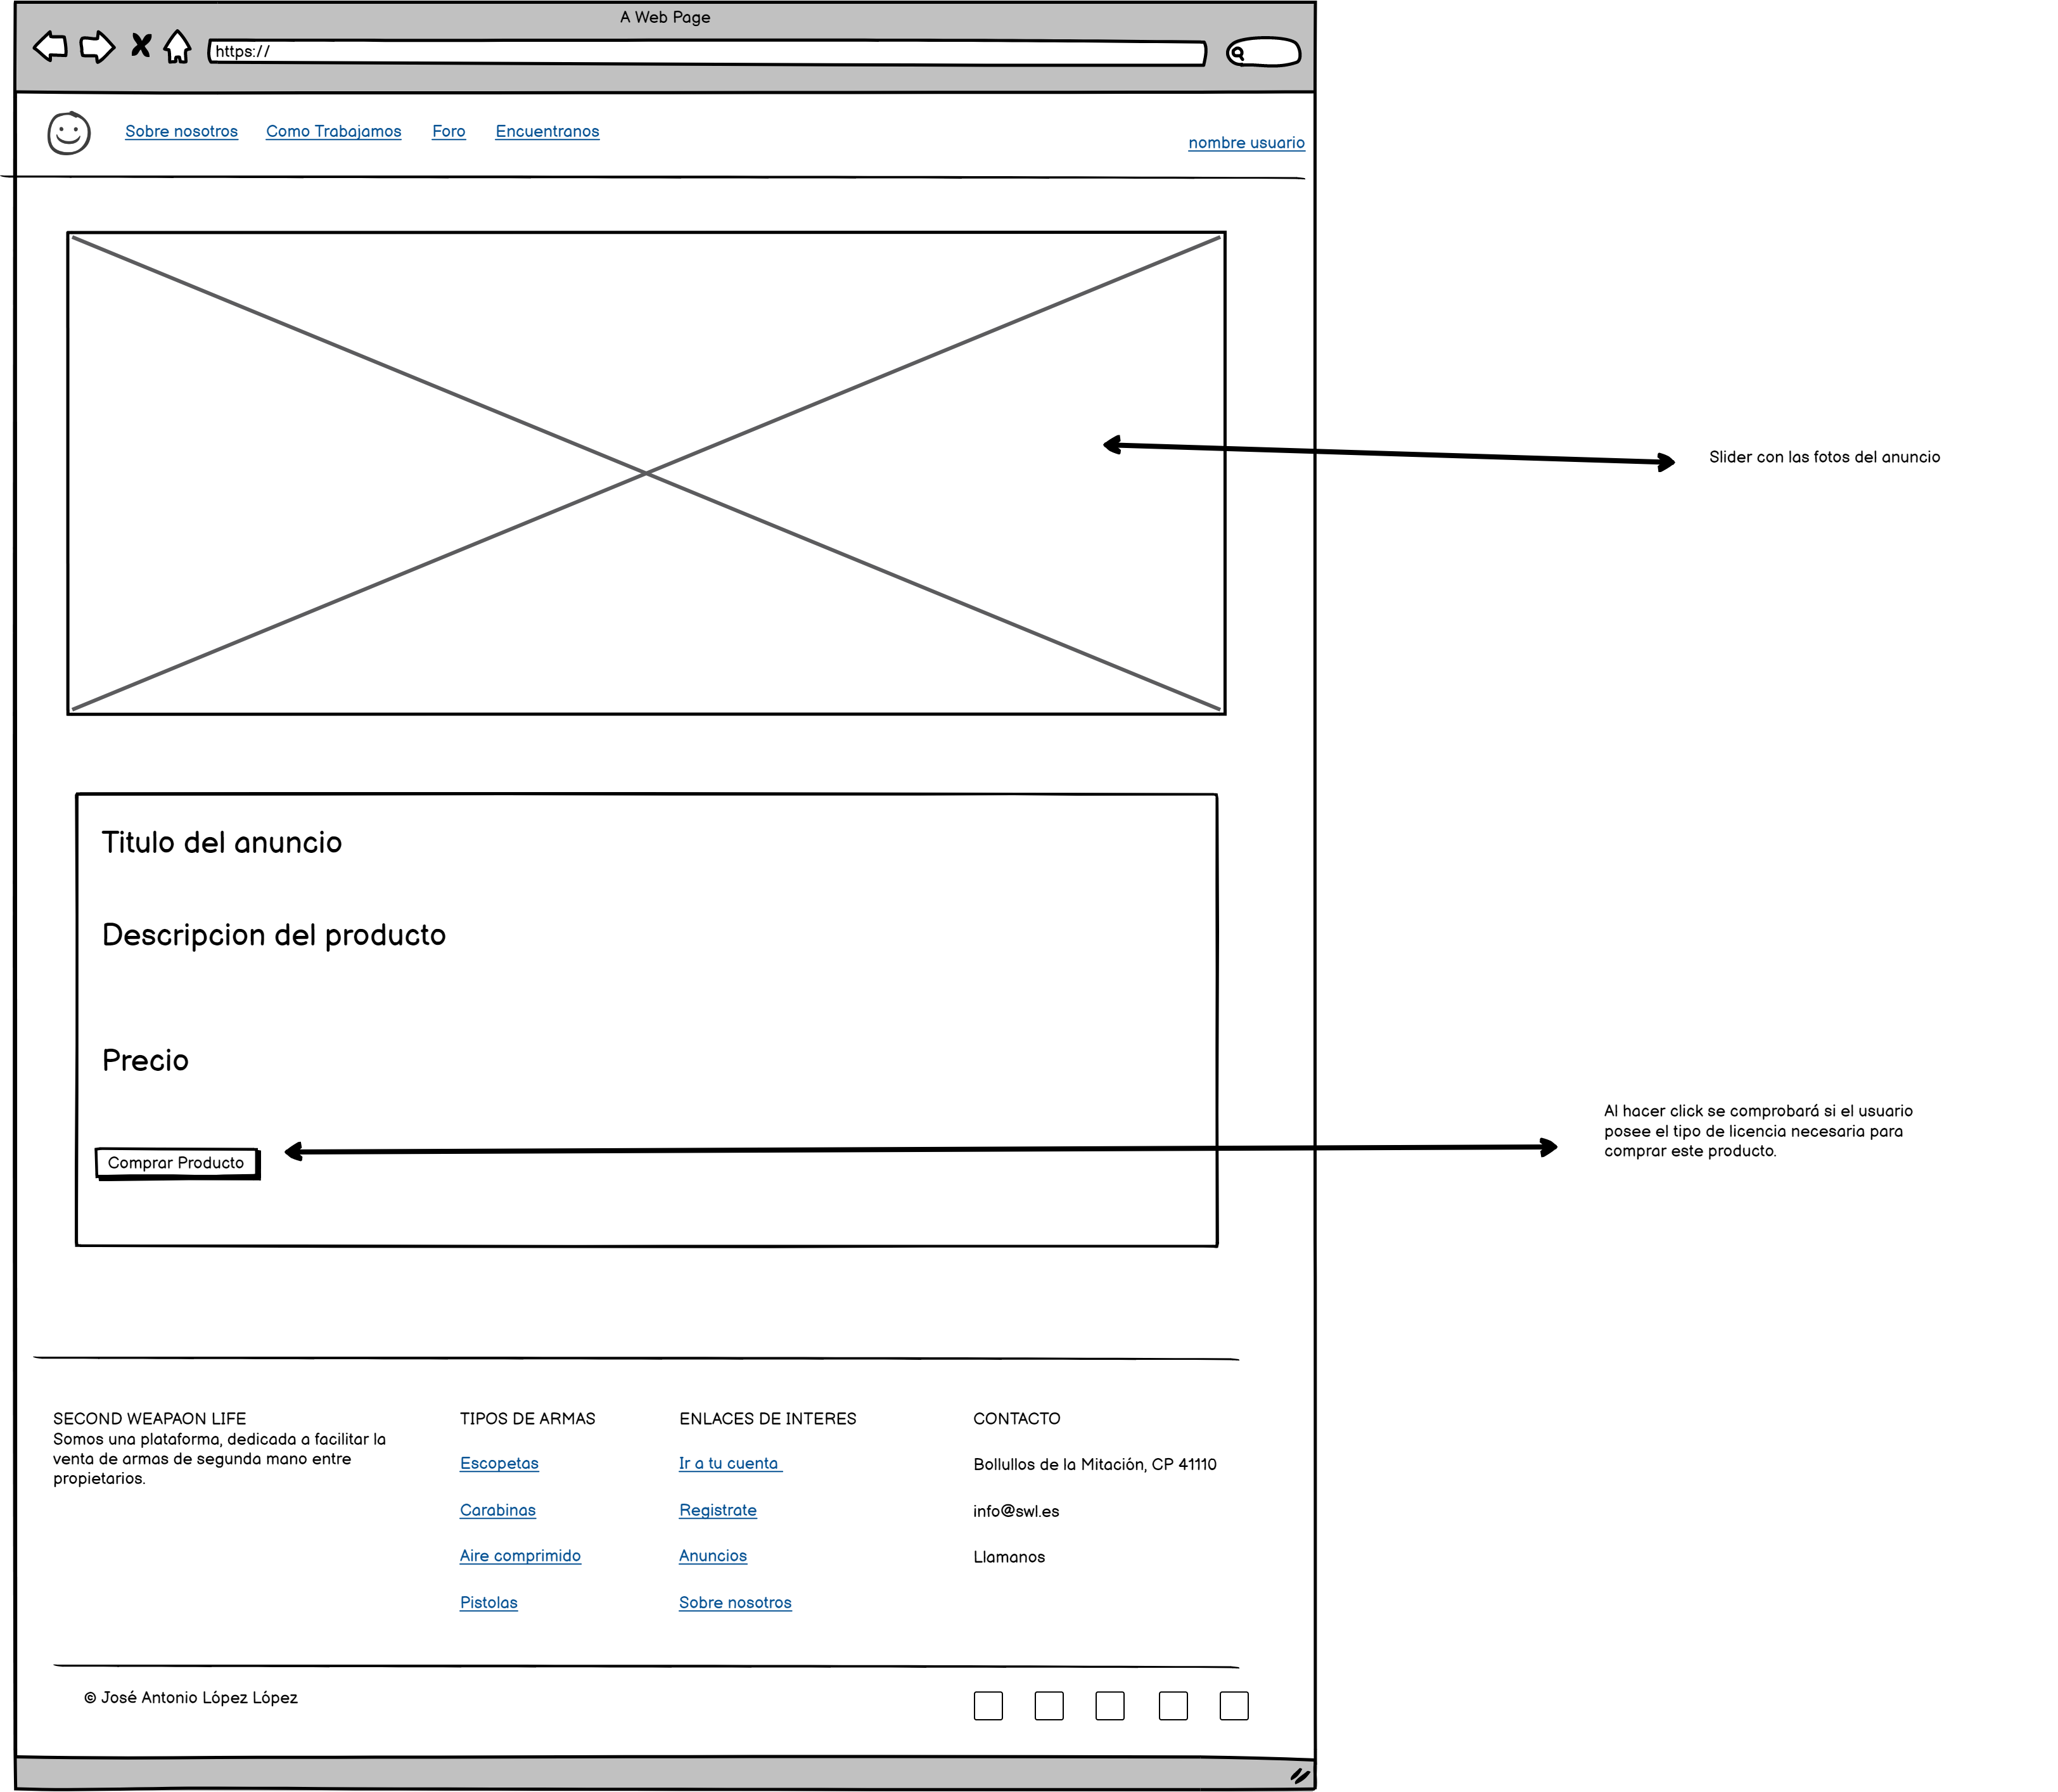 A Web Page
https://
Sobre nosotros
Como Trabajamos
Foro
Encuentranos
nombre usuario
Slider con las fotos del anuncio
Titulo del anuncio
Descripcion del producto
Precio
Comprar Producto
Al hacer click se comprobará si el usuario
posee el tipo de licencia necesaria para
comprar este producto.
SECOND WEAPAON LIFE
Somos una plataforma, dedicada a facilitar la
venta de armas de segunda mano entre
propietarios.
TIPOS DE ARMAS
Escopetas
Carabinas
Aire comprimido
Pistolas
ENLACES DE INTERES
Ir a tu cuenta
Registrate
Anuncios
Sobre nosotros
CONTACTO
Bollullos de la Mitación, CP 41110
info@swl.es
Llamanos
© José Antonio López López